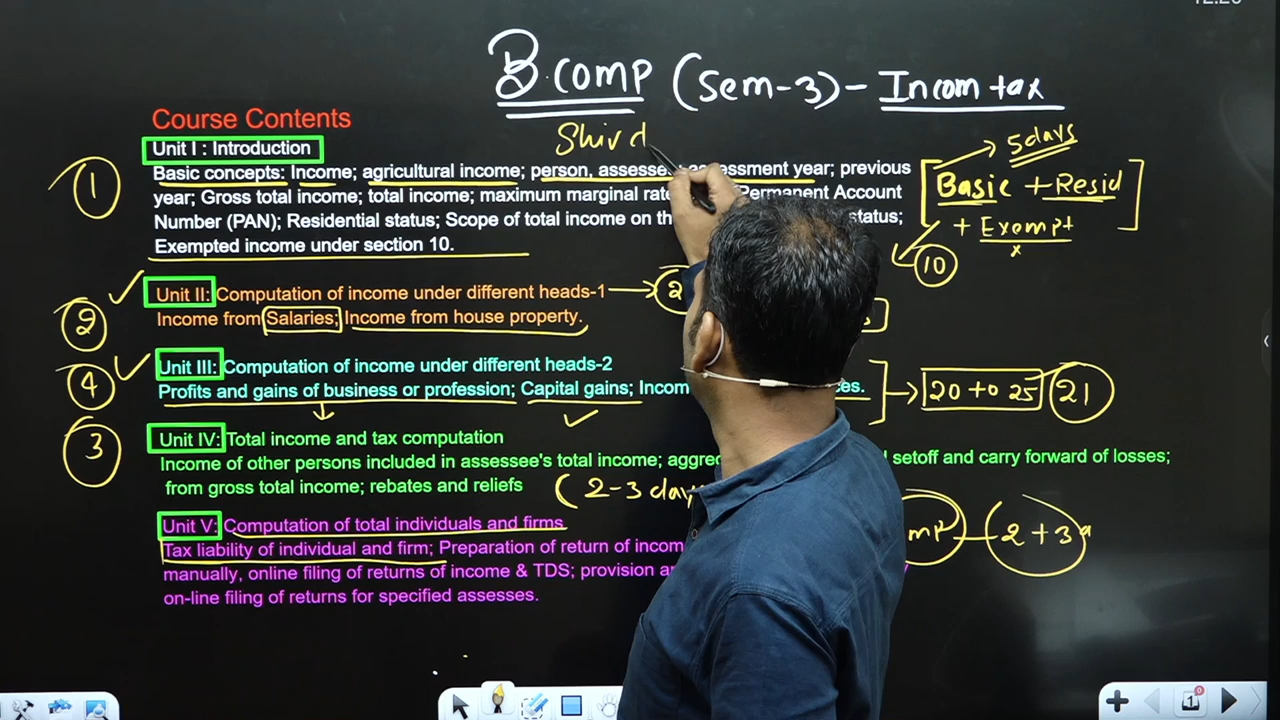 B.comp (Sem-3) - Incom tax
Course Contents
Shird
5days
Unit I : Introduction
1
Basic concepts: Income; agricultural income; person, assessee; assessment year; previous
year; Gross total income; total income; maximum marginal rate Permanent Account
Number (PAN); Residential status; Scope of total income on th status;
Exempted income under section 10.
Basic + Resid
+ Exempt
x
10
Unit II: Computation of income under different heads-1
2
2
Income from Salaries; Income from house property.
Unit III: Computation of income under different heads-2
4
Profits and gains of business or profession; Capital gains; Incom
20 + 0 25 21
Unit IV: Total income and tax computation
3
Income of other persons included in assessee's total income; aggre setoff and carry forward of losses;
from gross total income; rebates and reliefs
(2-3 days
Unit V: Computation of total individuals and firms
Tax liability of individual and firm; Preparation of return of incom
mp 2+3
manually, online filing of returns of income & TDS; provision
on-line filing of returns for specified assesses.